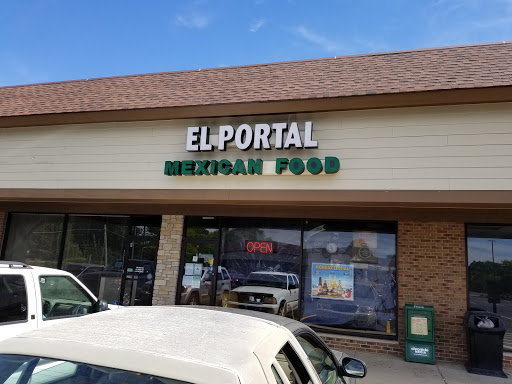 EL PORTAL
MEXICAN FOOD
OPEN